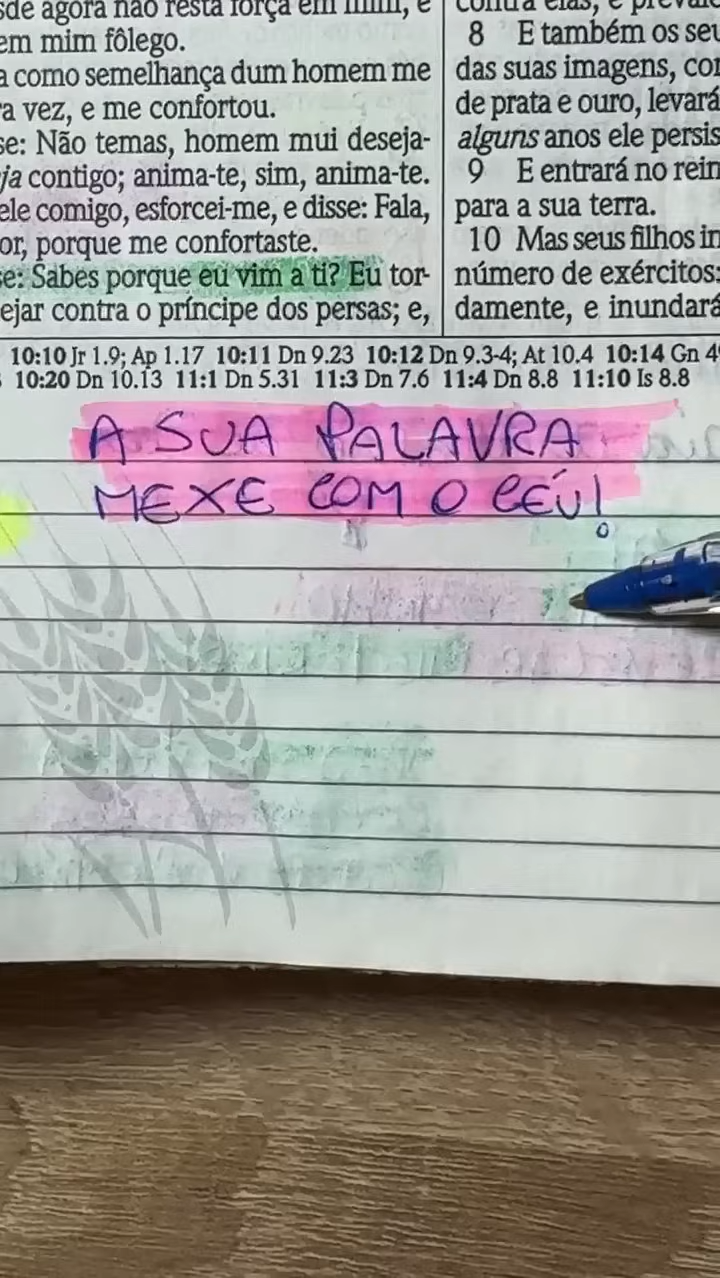 sde agora não resta força em mim, e
em mim fôlego.
a como semelhança dum homem me
a vez, e me confortou.
se: Não temas, homem mui deseja-
ja contigo; anima-te, sim, anima-te.
ele comigo, esforcei-me, e disse: Fala,
or, porque me confortaste.
se: Sabes porque eu vim a ti? Eu tor-
ejar contra o príncipe dos persas; e,
contra elas, e prevale
8 E também os seu
das suas imagens, cor
de prata e ouro, levará
alguns anos ele persis
9 E entrará no rein
para a sua terra.
10 Mas seus filhos in
número de exércitos:
damente, e inundará
10:10 Jr 1.9; Ap 1.17 10:11 Dn 9.23 10:12 Dn 9.3-4; At 10.4 10:14 Gn 4
10:20 Dn 10.13 11:1 Dn 5.31 11:3 Dn 7.6 11:4 Dn 8.8 11:10 Is 8.8
A SUA PALAVRA
MEXE COM O CÉU!